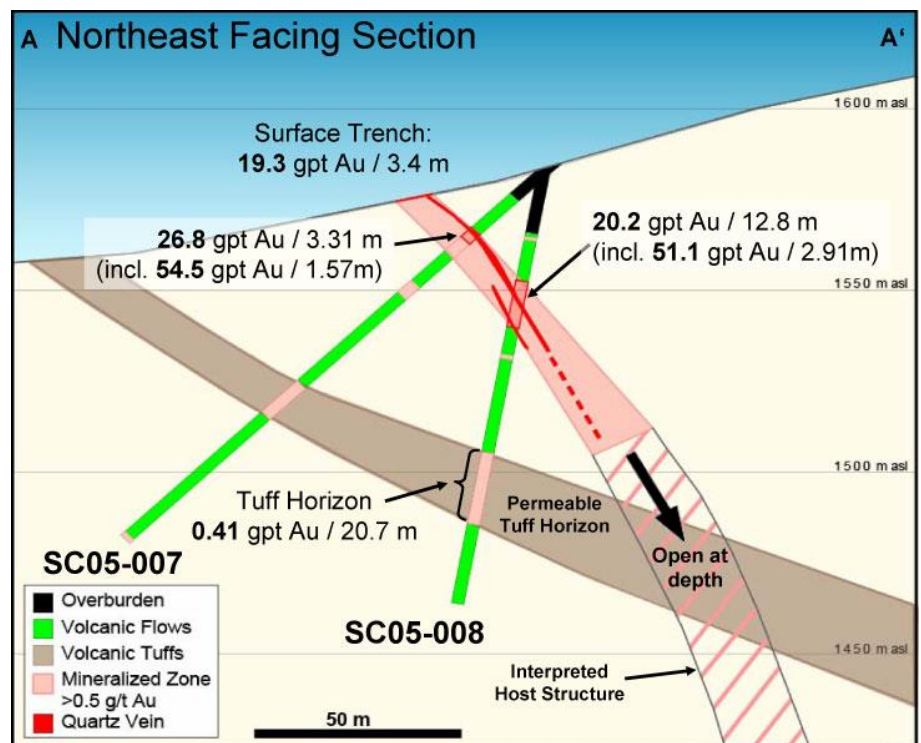 A Northeast Facing Section A'
1600 m asl
Surface Trench:
19.3 gpt Au / 3.4 m
26.8 gpt Au / 3.31 m
(incl. 54.5 gpt Au / 1.57m)
20.2 gpt Au / 12.8 m
(incl. 51.1 gpt Au / 2.91m)
1550 m asl
1500 m asl
Tuff Horizon
0.41 gpt Au / 20.7 m
Permeable
Tuff Horizon
Open at
depth
SC05-007
SC05-008
1450 m asl
Interpreted
Host Structure
Overburden
Volcanic Flows
Volcanic Tuffs
Mineralized Zone
>0.5 g/t Au
Quartz Vein
50 m